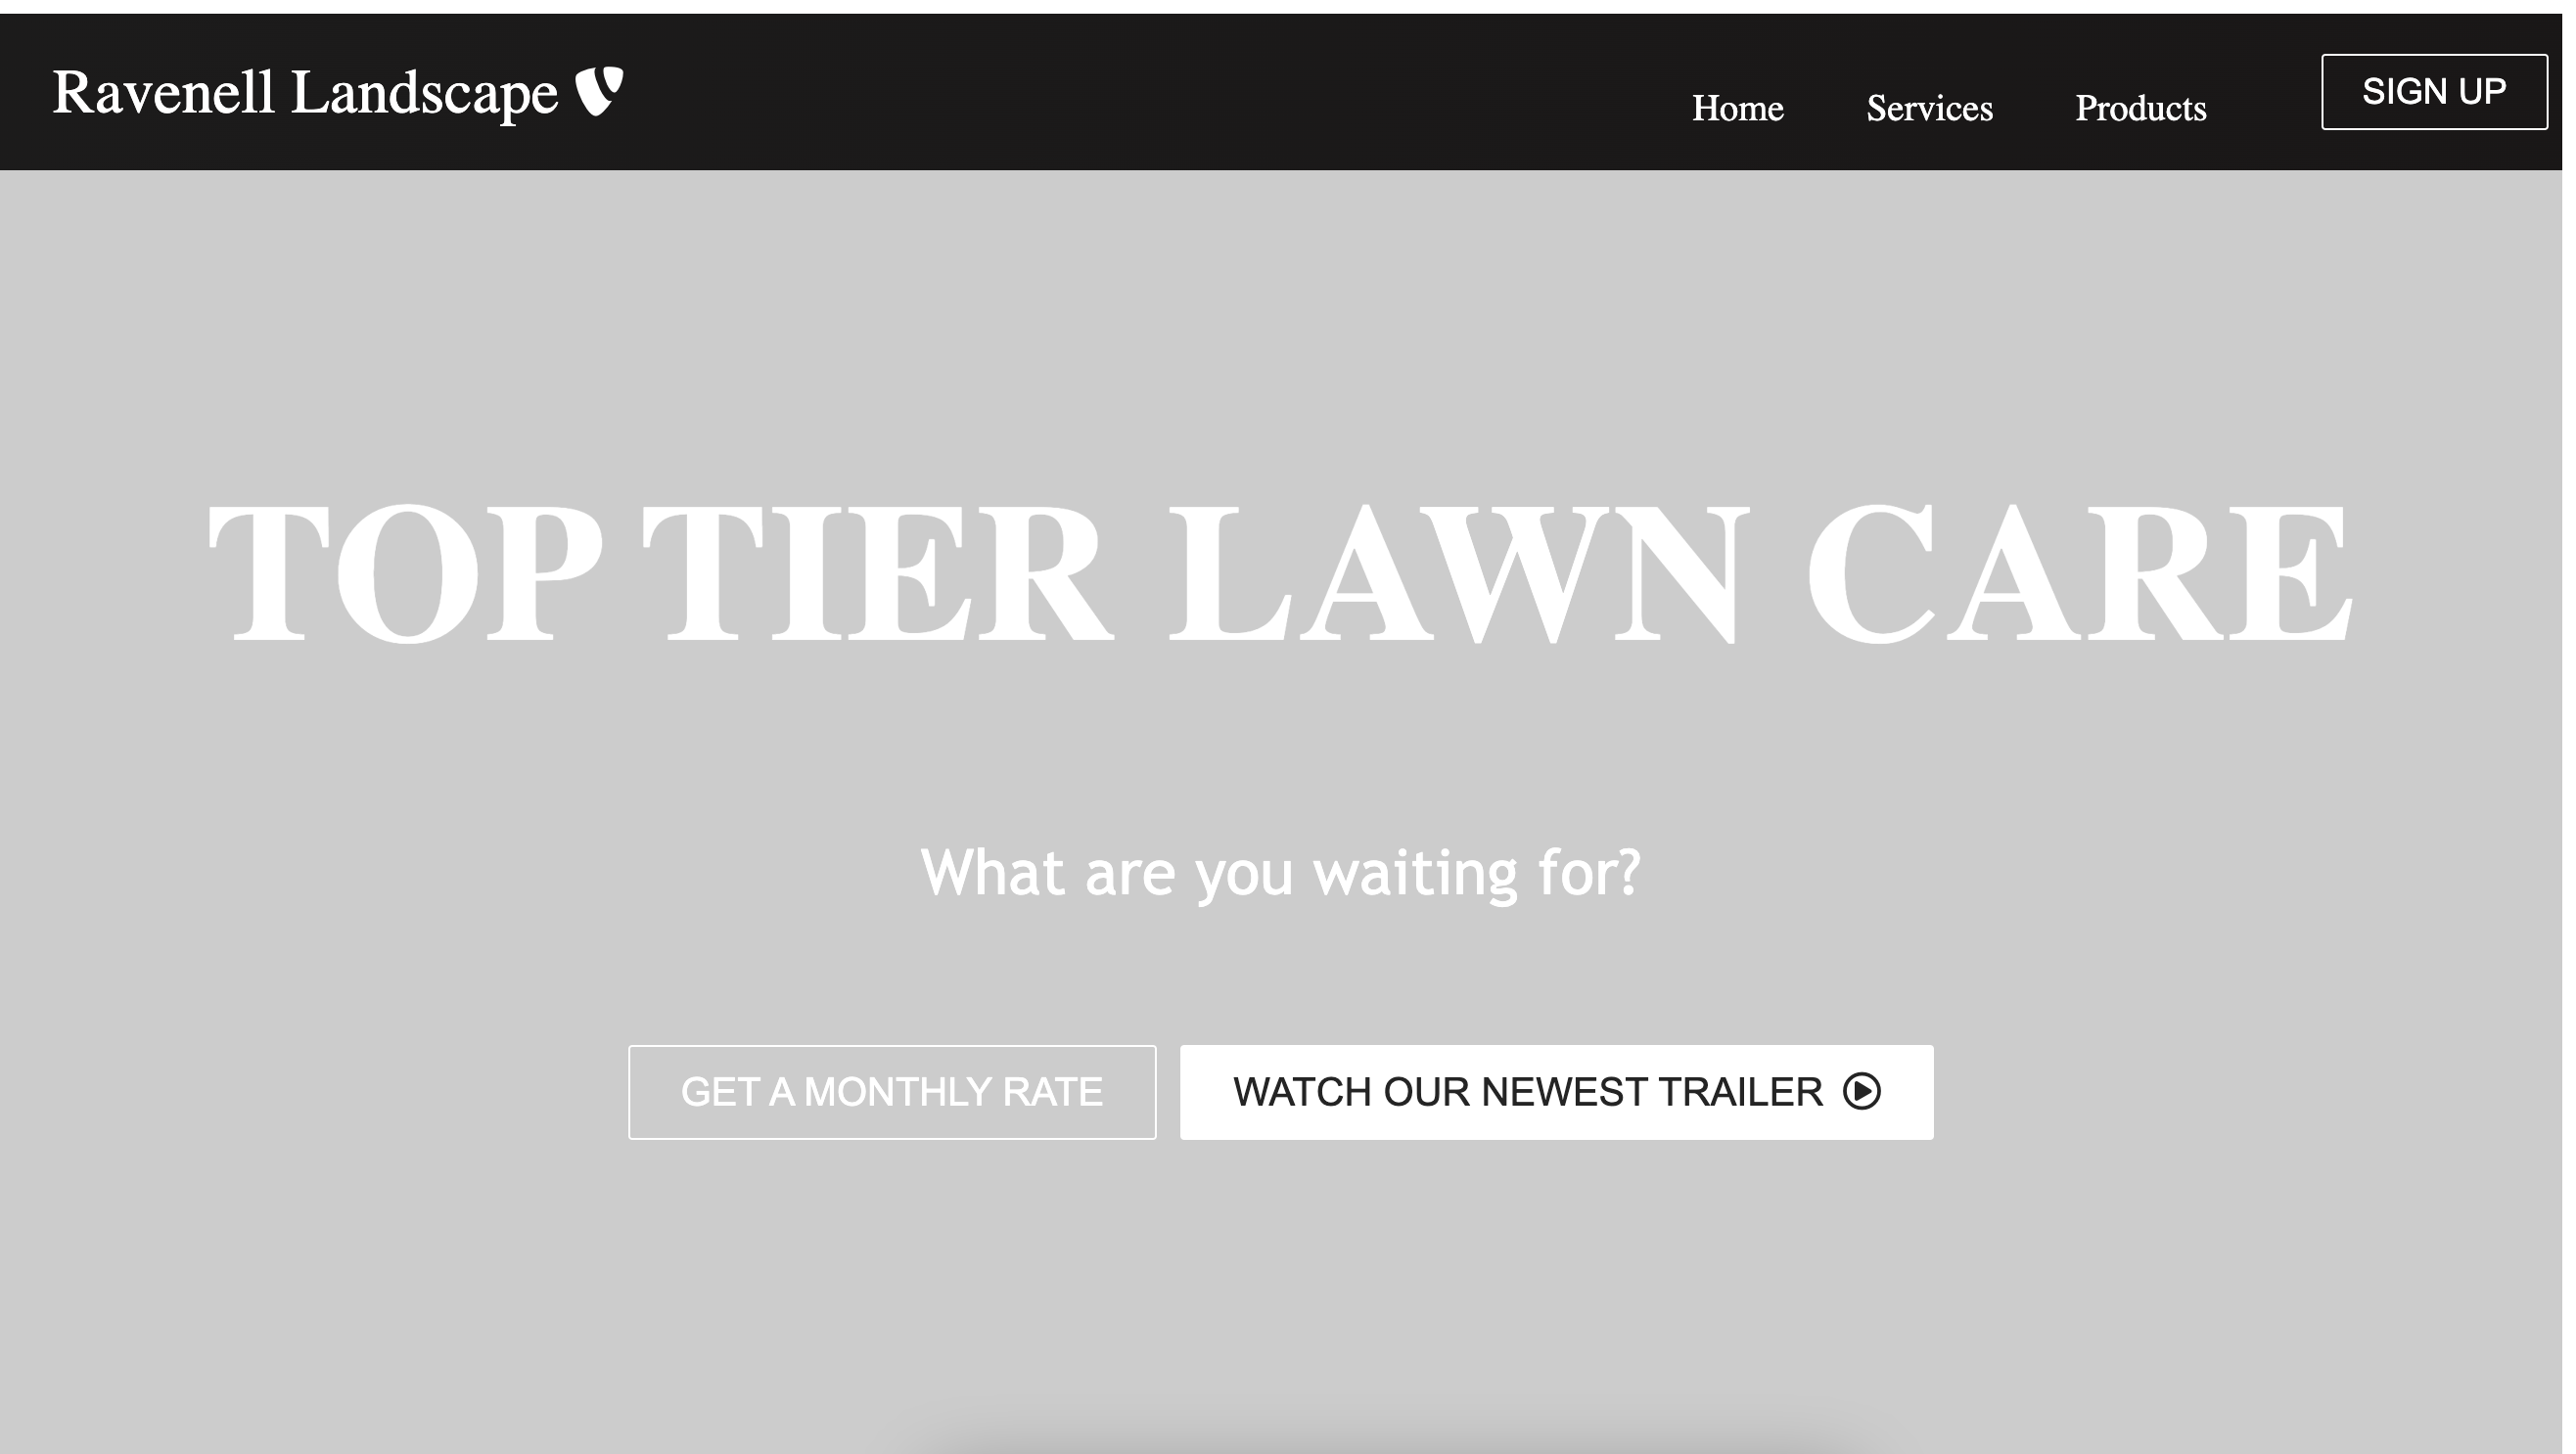 Ravenell Landscape
Home Services Products SIGN UP
TOP TIER LAWN CARE
What are you waiting for?
GET A MONTHLY RATE WATCH OUR NEWEST TRAILER